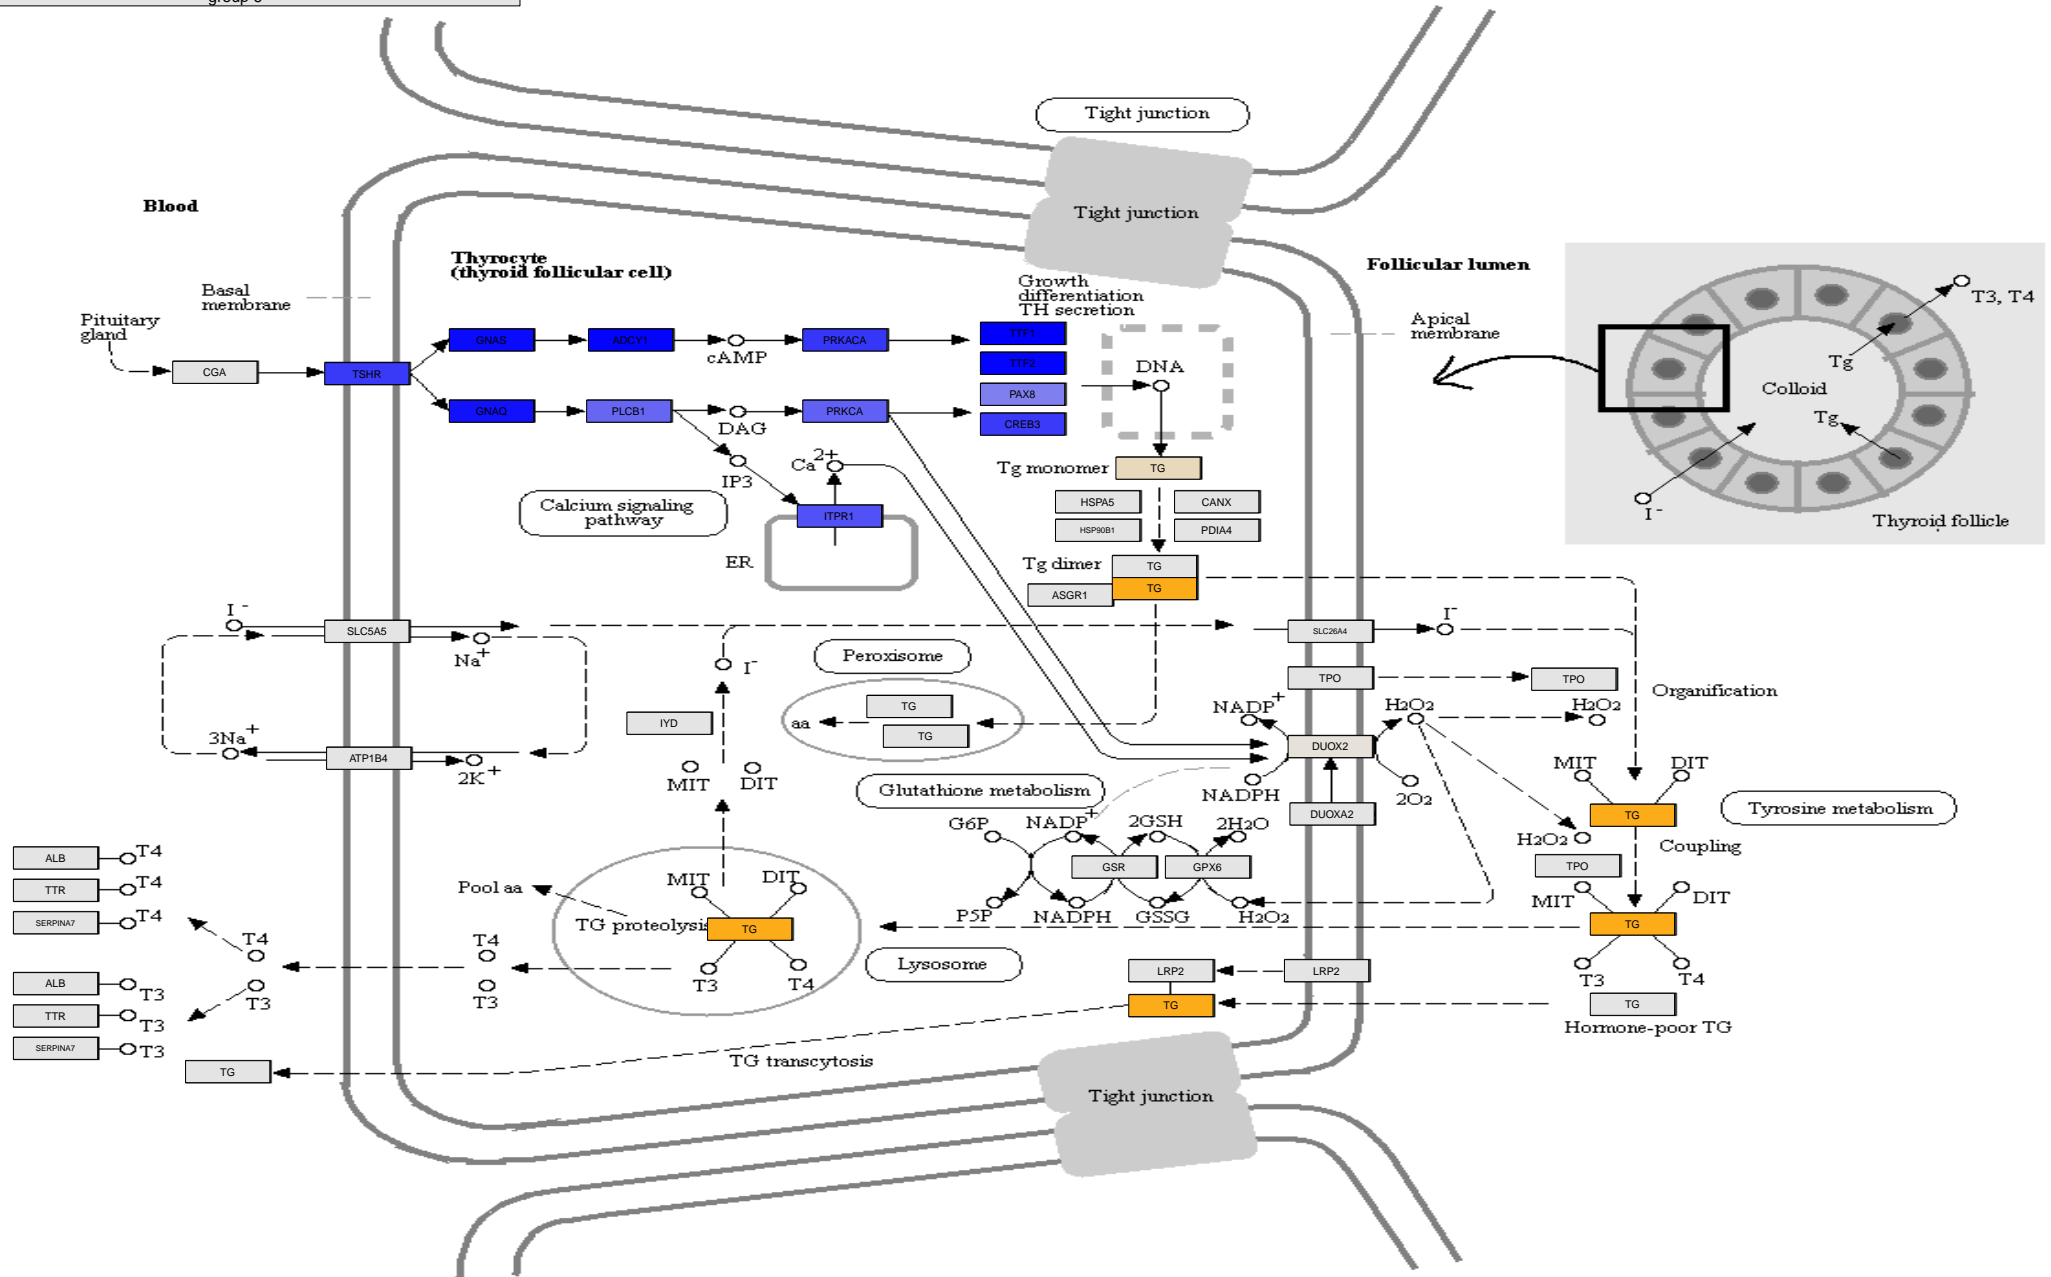 group 3
Tight junction
Tight junction
Blood
Thyrocyte
(thyroid follicular cell)
Follicular lumen
Basal
membrane
Pituitary
gland
Growth
differentiation
TH secretion
Apical
membrane
T3, T4
Tg
Colloid
Tg
I⁻
Thyroid follicle
CGA
TSHR
GNAS
ADCY1
cAMP
PRKACA
TTF1
TTF2
PAX8
CREB3
DNA
GNAQ
PLCB1
DAG
PRKCA
IP3
Ca2+
Calcium signaling
pathway
ITPR1
ER
Tg monomer
TG
HSPA5
CANX
HSP90B1
PDIA4
Tg dimer
TG
TG
ASGR1
I⁻
SLC5A5
Na+
SLC26A4
I⁻
I⁻
Peroxisome
TPO
TPO
Organification
IYD
aa
TG
TG
NADP+
H2O2
H2O2
3Na+
ATP1B4
2K+
MIT
DIT
DUOX2
NADPH
2O2
MIT
DIT
Glutathione metabolism
DUOXA2
TG
Tyrosine metabolism
G6P
NADP+
2GSH
2H2O
H2O2
Coupling
GSR
GPX6
TPO
P5P
NADPH
GSSG
H2O2
MIT
DIT
TG
T3
T4
ALB
T4
TTR
T4
SERPINA7
T4
Pool aa
MIT
DIT
TG proteolysis
TG
T3
T4
T4
T3
T4
T3
Lysosome
LRP2
LRP2
TG
TG
Hormone-poor TG
ALB
T3
TTR
T3
SERPINA7
T3
TG
TG transcytosis
Tight junction